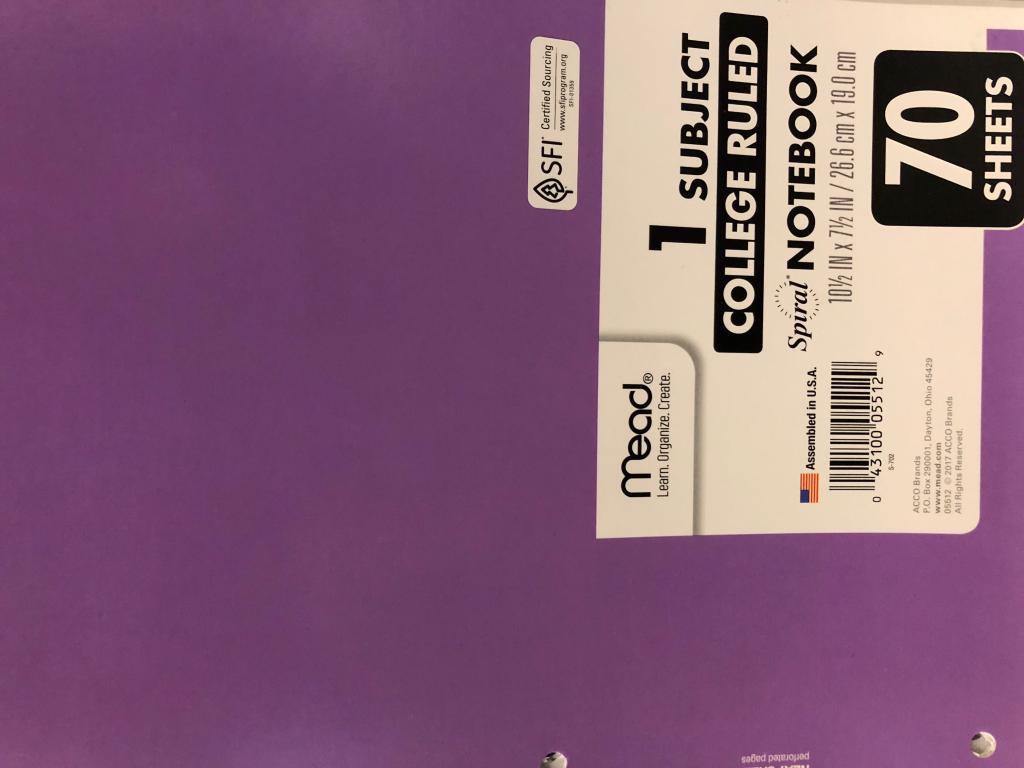 SFI® Certified Sourcing
www.sfiprogram.org
SFI-01359
1 SUBJECT
COLLEGE RULED
Spiral® NOTEBOOK
10½ IN x 7½ IN / 26.6 cm x 19.0 cm
70
SHEETS
mead®
Learn. Organize. Create.
Assembled in U.S.A.
0 43100 05512 9
S-702
ACCO Brands
P.O. Box 290001, Dayton, Ohio 45429
www.mead.com
05512 © 2017 ACCO Brands
All Rights Reserved.
perforated pages